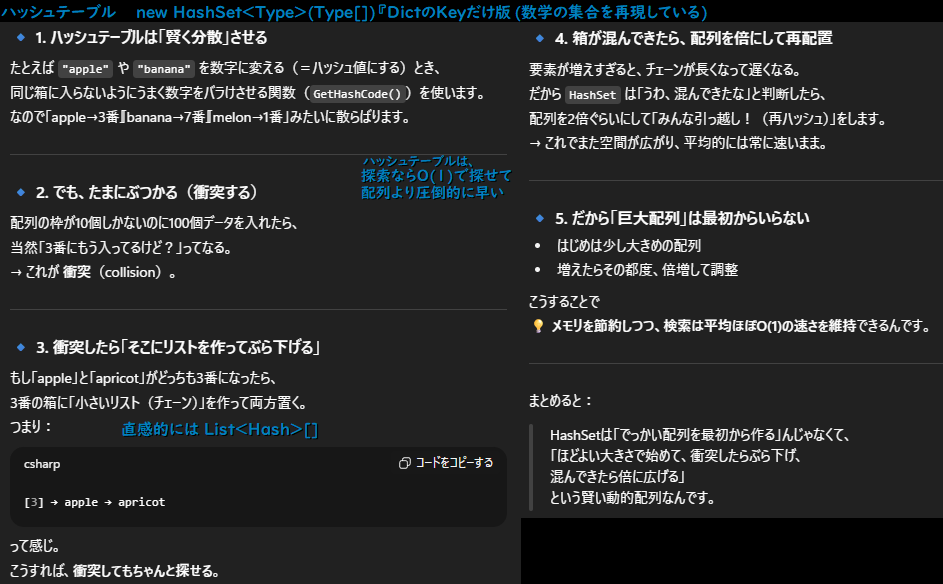 ハッシュテーブル new HashSet<Type>(Type[])『DictのKeyだけ版 (数学の集合を再現している)
1. ハッシュテーブルは「賢く分散」させる
たとえば "apple" や "banana" を数字に変える（＝ハッシュ値にする）とき、
同じ箱に入らないようにうまく数字をバラけさせる関数（GetHashCode()）を使います。
なので「apple→3番『banana→7番『melon→1番」みたいに散らばります。
ハッシュテーブルは、
探索ならO(1)で探せて
配列より圧倒的に早い
2. でも、たまにぶつかる（衝突する）
配列の枠が10個しかないのに100個データを入れたら、
当然「3番にもう入ってるけど？」ってなる。
→ これが 衝突（collision）。
3. 衝突したら「そこにリストを作ってぶら下げる」
もし「apple」と「apricot」がどっちも3番になったら、
3番の箱に「小さいリスト（チェーン）」を作って両方置く。
つまり：
直感的には List<Hash>[]
csharp
コードをコピーする
[3] → apple → apricot
って感じ。
こうすれば、衝突してもちゃんと探せる。
4. 箱が混んできたら、配列を倍にして再配置
要素が増えすぎると、チェーンが長くなって遅くなる。
だから HashSet は「うわ、混んできたな」と判断したら、
配列を2倍ぐらいにして「みんな引っ越し！（再ハッシュ）」をします。
→ これでまた空間が広がり、平均的には常に速いまま。
5. だから「巨大配列」は最初からいらない
• はじめは少し大きめの配列
• 増えたらその都度、倍増して調整
こうすることで
💡 メモリを節約しつつ、検索は平均ほぼO(1)の速さを維持できるんです。
まとめると：
HashSetは「でっかい配列を最初から作る」んじゃなくて、
「ほどよい大きさで始めて、衝突したらぶら下げ、
混んできたら倍に広げる」
という賢い動的配列なんです。